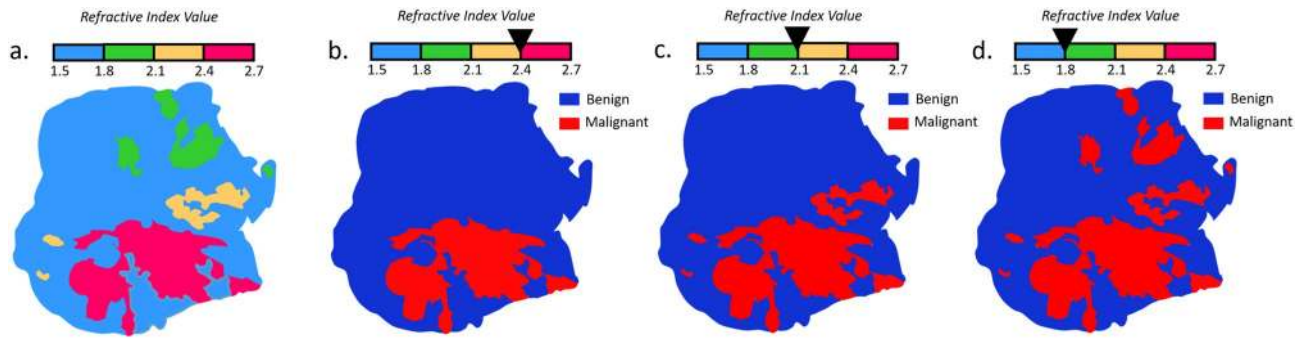 Refractive Index Value
a.
1.5 1.8 2.1 2.4 2.7
Refractive Index Value
b.
1.5 1.8 2.1 2.4 2.7
Benign
Malignant
Refractive Index Value
c.
1.5 1.8 2.1 2.4 2.7
Benign
Malignant
Refractive Index Value
d.
1.5 1.8 2.1 2.4 2.7
Benign
Malignant